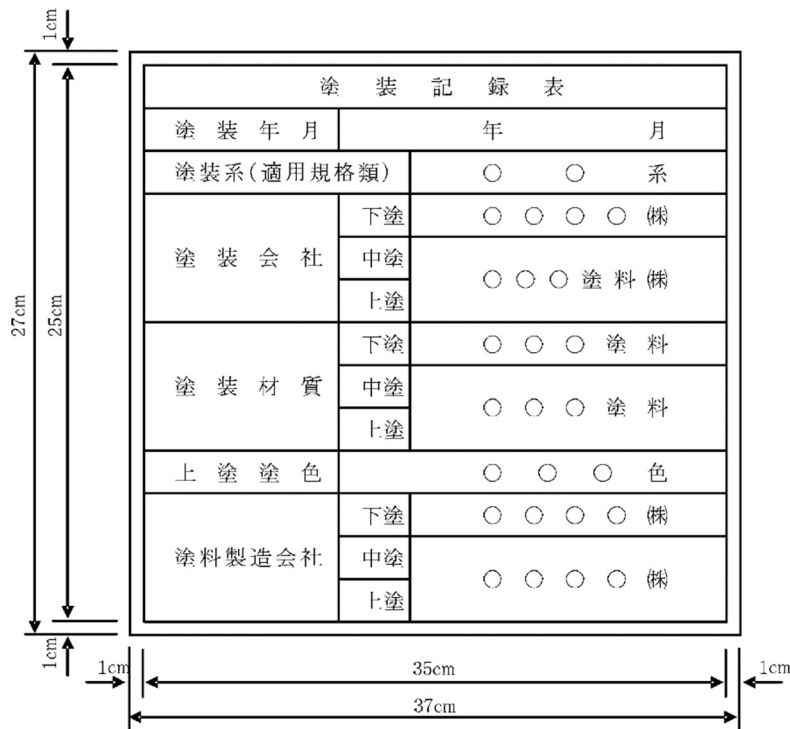 1cm
塗装記録表
塗装年月 年 月
塗装系(適用規格類) ○ ○ 系
下塗 ○○○○㈱
塗装会社 中塗
○○○塗料㈱
上塗
下塗 ○○○塗料
塗装材質 中塗
○○○塗料
上塗
上塗塗色 ○○○色
下塗 ○○○○㈱
塗料製造会社 中塗
○○○○㈱
上塗
27cm
25cm
1cm
1cm 35cm 1cm
37cm